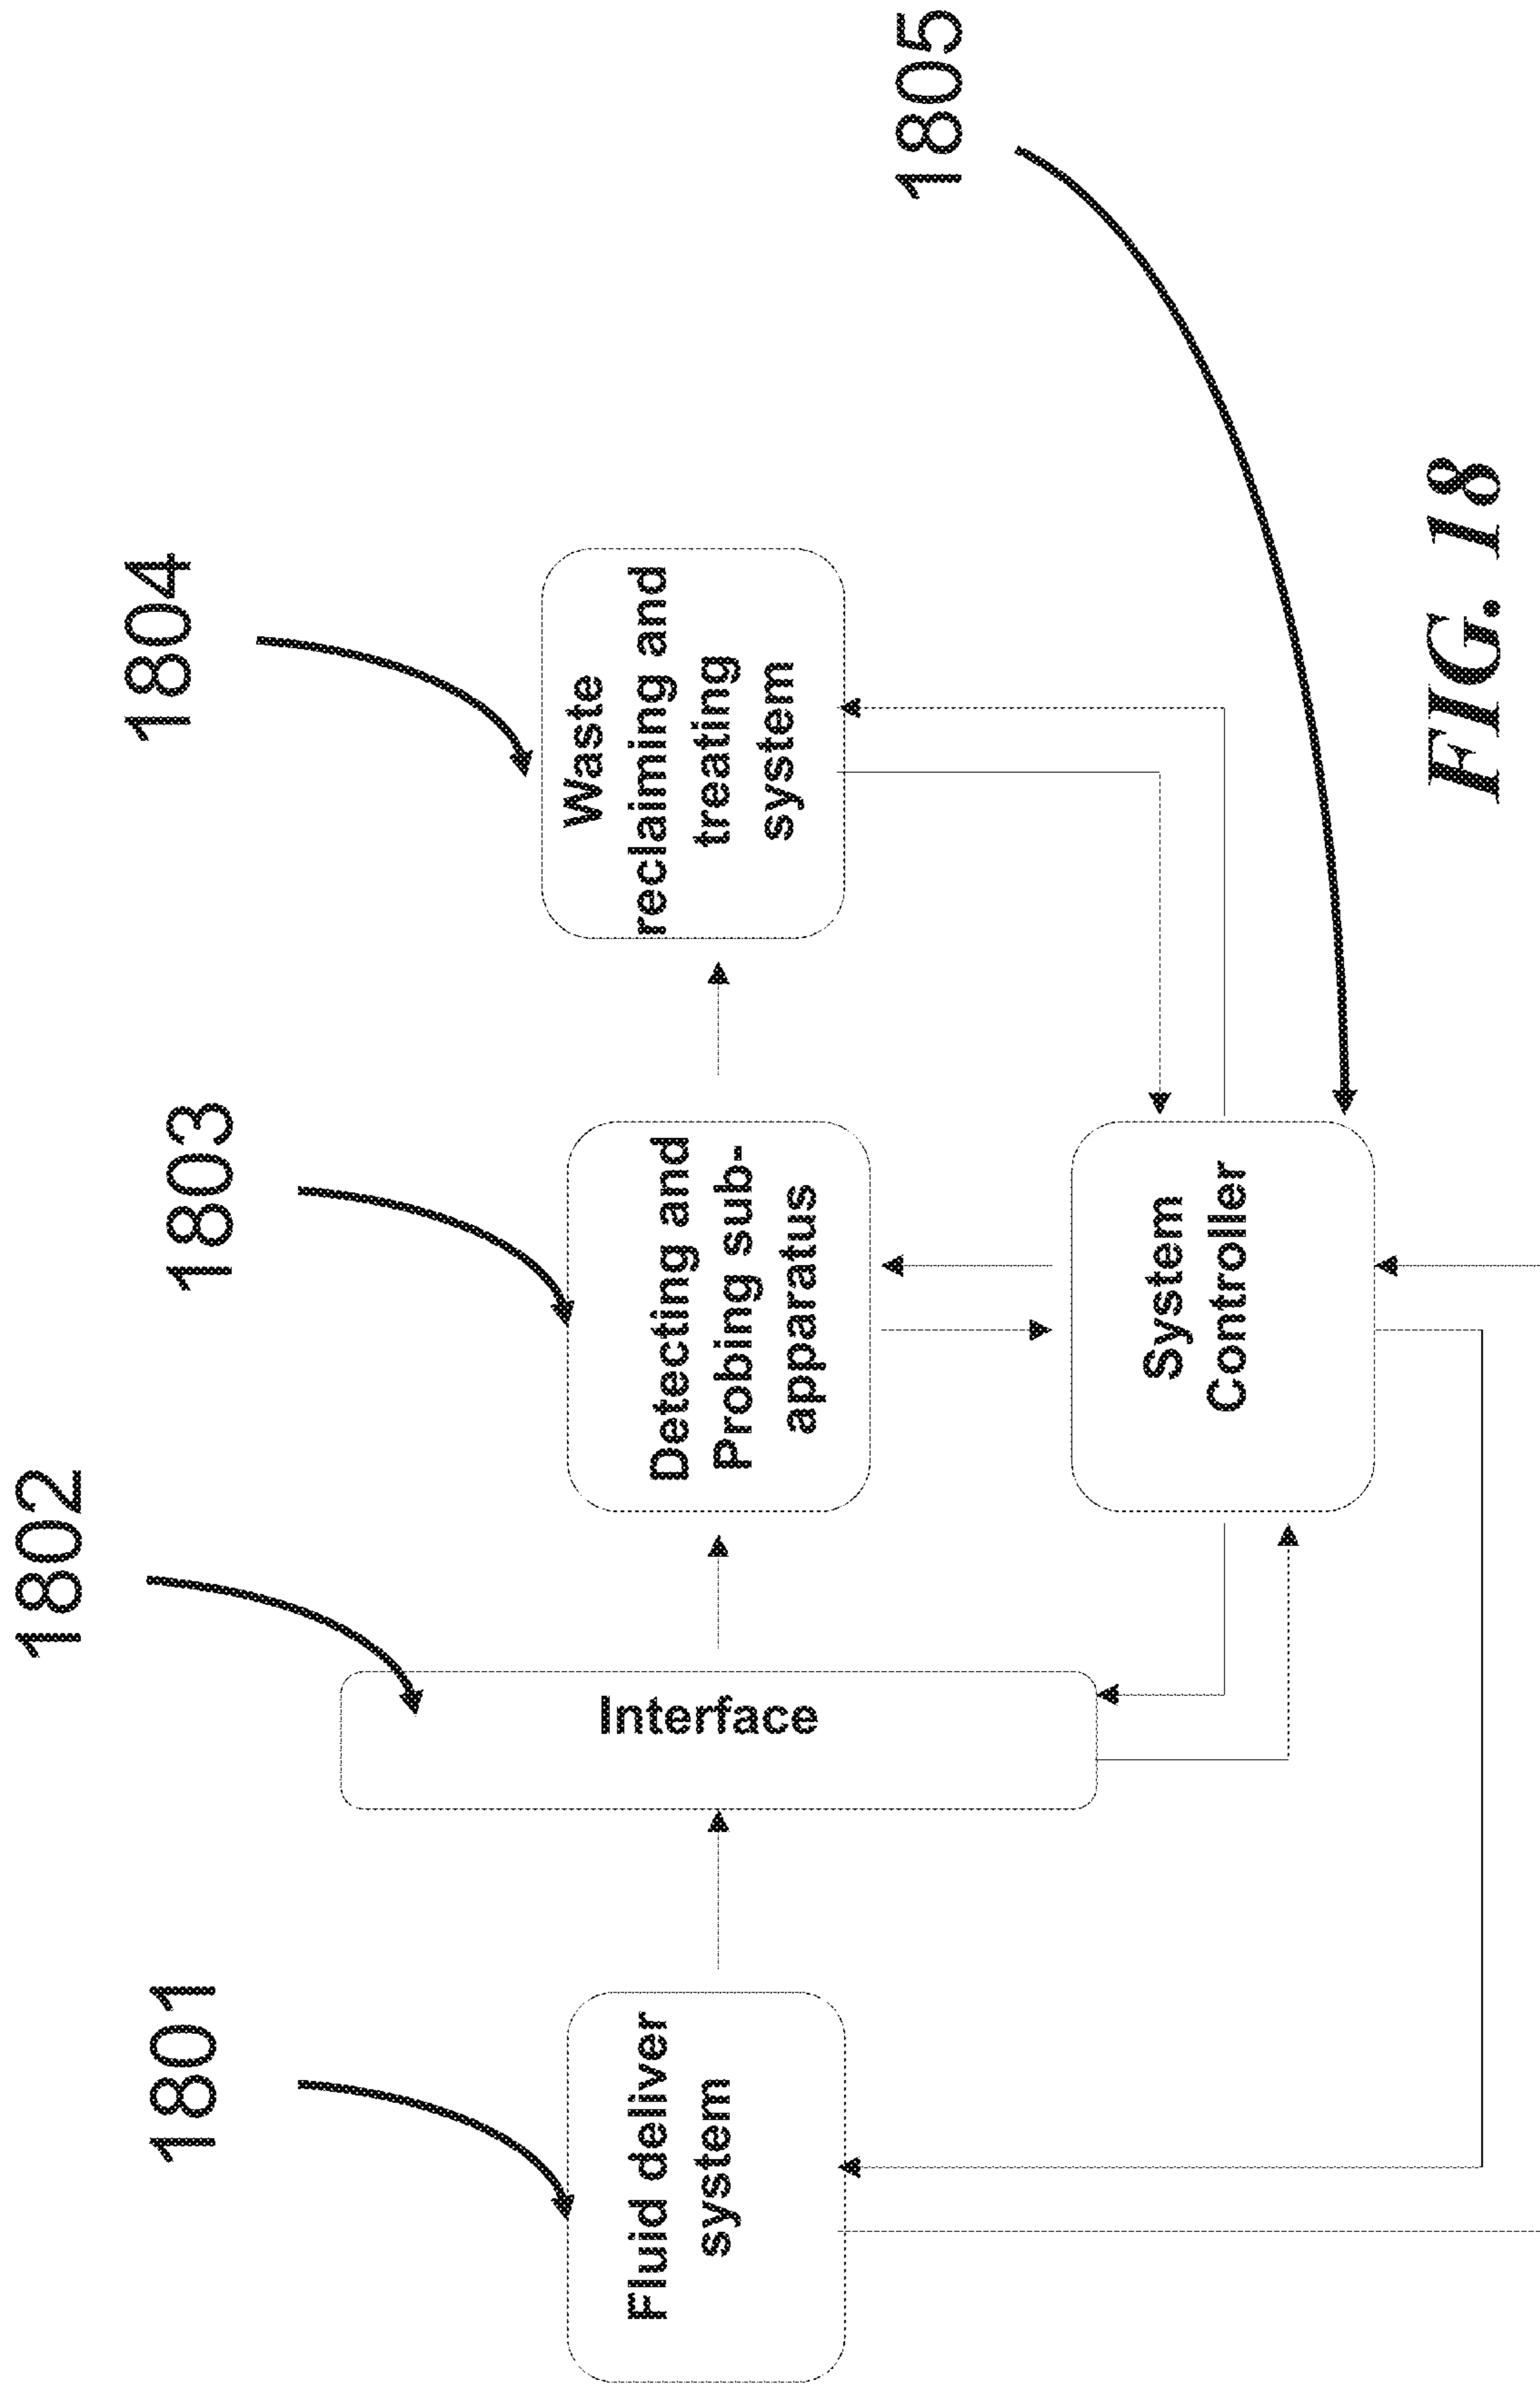 1801
1802
1803
1804
1805
Fluid deliver
system
Interface
Detecting and
Probing sub-
apparatus
Waste
reclaiming and
treating
system
System
Controller
FIG. 18